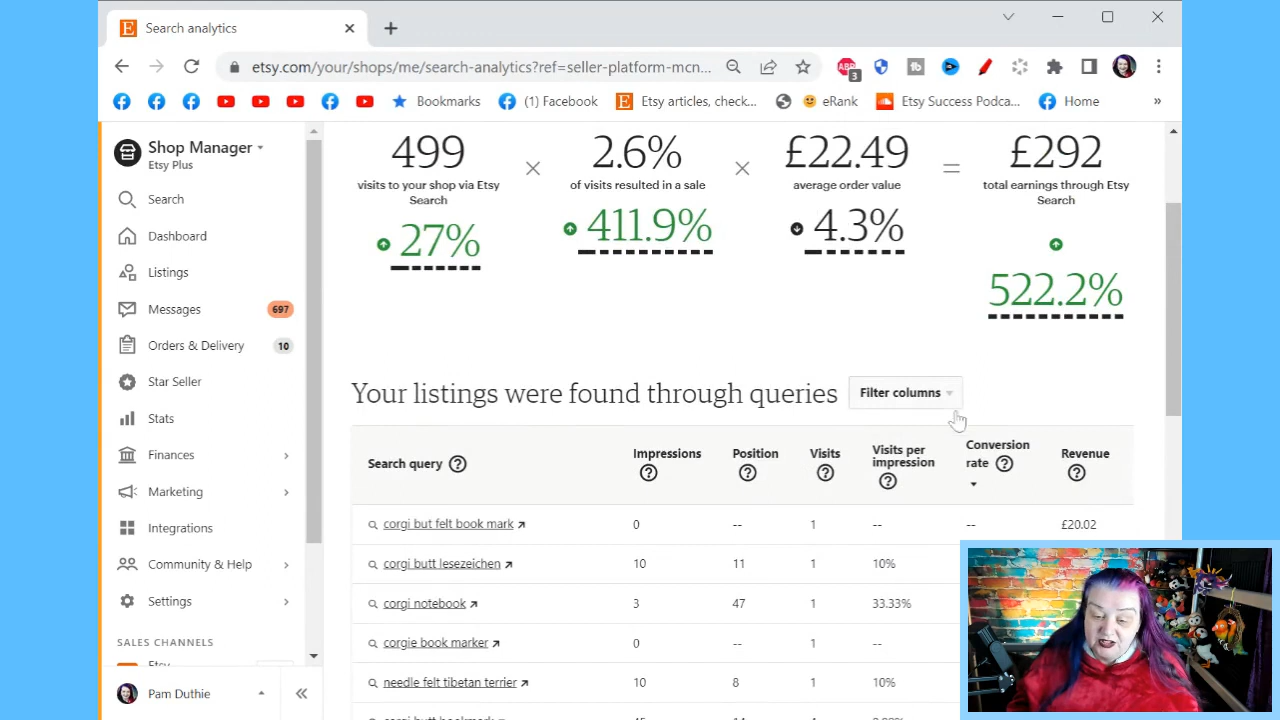 Search analytics
etsy.com/your/shops/me/search-analytics?ref=seller-platform-mcn...
ABP
3
tb
Bookmarks
(1) Facebook
Etsy articles, check...
eRank
Etsy Success Podca...
Home
»
Shop Manager
Etsy Plus
Search
Dashboard
Listings
Messages 697
Orders & Delivery 10
Star Seller
Stats
Finances
Marketing
Integrations
Community & Help
Settings
SALES CHANNELS
Etsy
Pam Duthie
499 × 2.6% × £22.49 = £292
visits to your shop via Etsy Search
of visits resulted in a sale
average order value
total earnings through Etsy Search
27%
411.9%
4.3%
522.2%
Your listings were found through queries Filter columns
Search query Impressions Position Visits Visits per impression Conversion rate Revenue
corgi but felt book mark 0 -- 1 -- -- £20.02
corgi butt lesezeichen 10 11 1 10%
corgi notebook 3 47 1 33.33%
corgie book marker 0 -- 1 --
needle felt tibetan terrier 10 8 1 10%